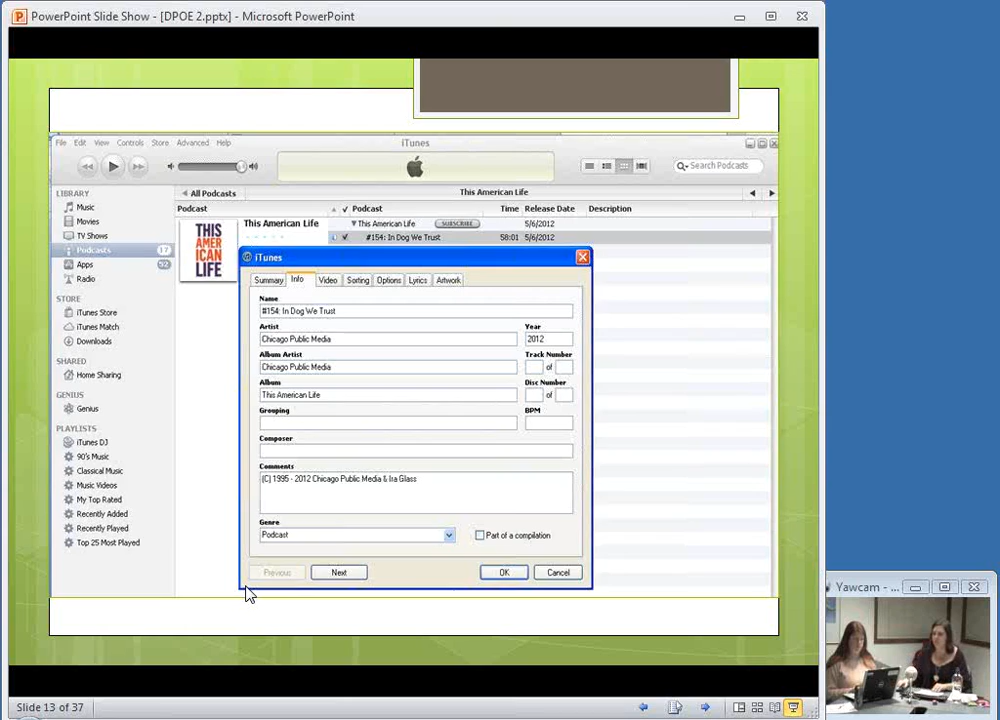 PowerPoint Slide Show - [DPOE 2.pptx] - Microsoft PowerPoint
File Edit View Controls Store Advanced Help
iTunes
Search Podcasts
LIBRARY
Music
Movies
TV Shows
Podcasts 17
Apps 52
Radio
STORE
iTunes Store
iTunes Match
Downloads
SHARED
Home Sharing
GENIUS
Genius
PLAYLISTS
iTunes DJ
90's Music
Classical Music
Music Videos
My Top Rated
Recently Added
Recently Played
Top 25 Most Played
All Podcasts
This American Life
Podcast
Podcast Time Release Date Description
THIS AMERICAN LIFE
This American Life
This American Life SUBSCRIBE 5/6/2012
#154: In Dog We Trust 58:01 5/6/2012
iTunes
Summary Info Video Sorting Options Lyrics Artwork
Name
#154: In Dog We Trust
Artist Year
Chicago Public Media 2012
Album Artist Track Number
Chicago Public Media of
Album Disc Number
This American Life of
Grouping BPM
Composer
Comments
(C) 1995 - 2012 Chicago Public Media & Ira Glass
Genre
Podcast Part of a compilation
Previous Next OK Cancel
Yawcam - ...
Slide 13 of 37